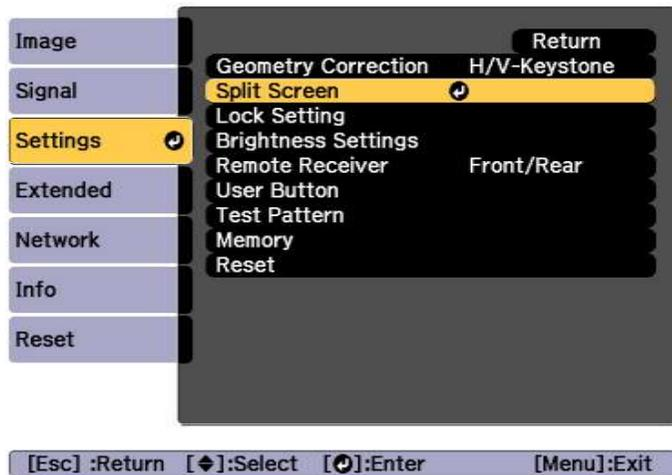 Image
Signal
Settings
Extended
Network
Info
Reset
Return
Geometry Correction H/V-Keystone
Split Screen
Lock Setting
Brightness Settings
Remote Receiver Front/Rear
User Button
Test Pattern
Memory
Reset
[Esc] :Return [◆]:Select [↵]:Enter [Menu]:Exit